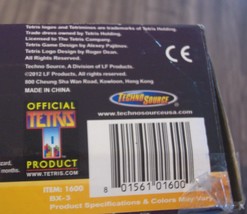 Tetris logos and Tetriminos are trademarks of Tetris Holding.
Trade dress owned by Tetris Holding.
Licensed to The Tetris Company.
Tetris Game Design by Alexey Pajitnov.
Tetris Logo Design by Roger Dean.
All Rights Reserved.
Techno Source, A Division of LF Products.
©2012 LF Products. All rights reserved.
888 Cheung Sha Wan Road, Kowloon, Hong Kong
MADE IN CHINA
CE
OFFICIAL
TETRIS
PRODUCT
WWW.TETRIS.COM
TECHNO SOURCE
www.technosourceusa.com
8 01561 01600
ITEM: 1600
BX-3
Product Specifications & Colors May Vary